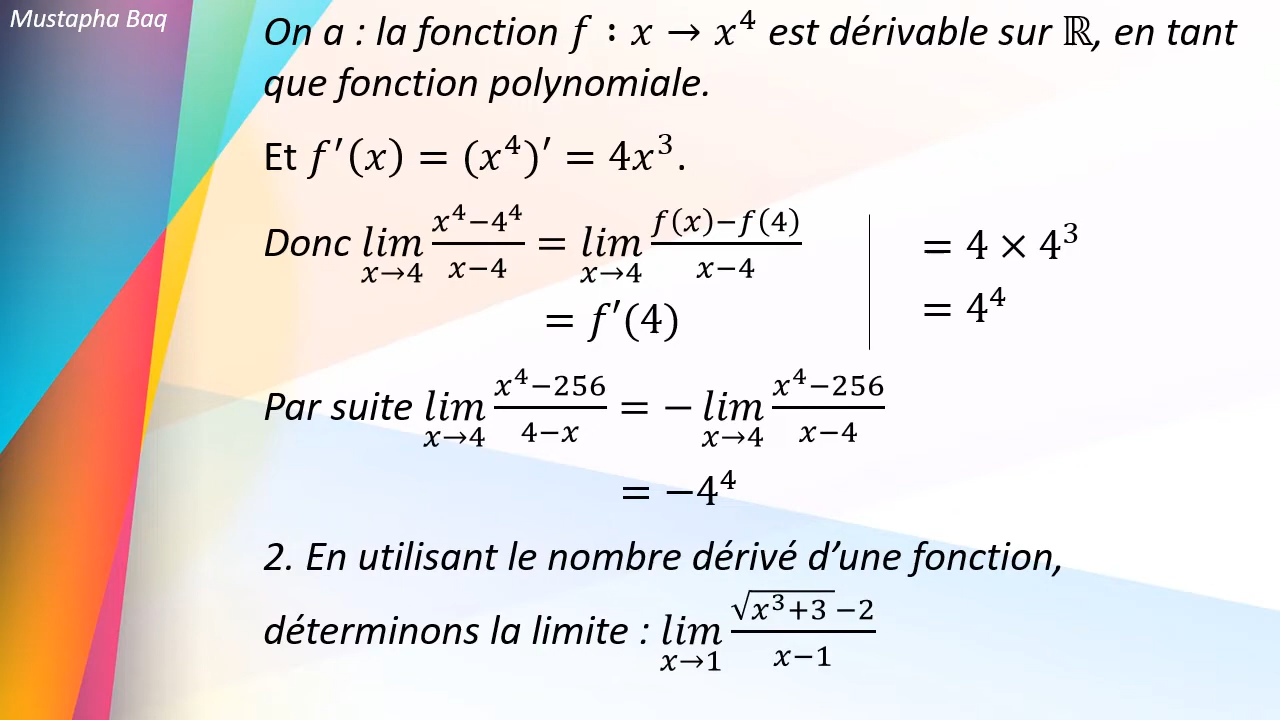 Mustapha Baq
On a : la fonction f : x → x⁴ est dérivable sur ℝ, en tant
que fonction polynomiale.
Et f′(x) = (x⁴)′ = 4x³.
Donc lim_{x→4} (x⁴−4⁴)/(x−4) = lim_{x→4} (f(x)−f(4))/(x−4)
= f′(4)
= 4 × 4³
= 4⁴
Par suite lim_{x→4} (x⁴−256)/(4−x) = − lim_{x→4} (x⁴−256)/(x−4)
= −4⁴
2. En utilisant le nombre dérivé d’une fonction,
déterminons la limite : lim_{x→1} (√(x³+3) −2)/(x−1)